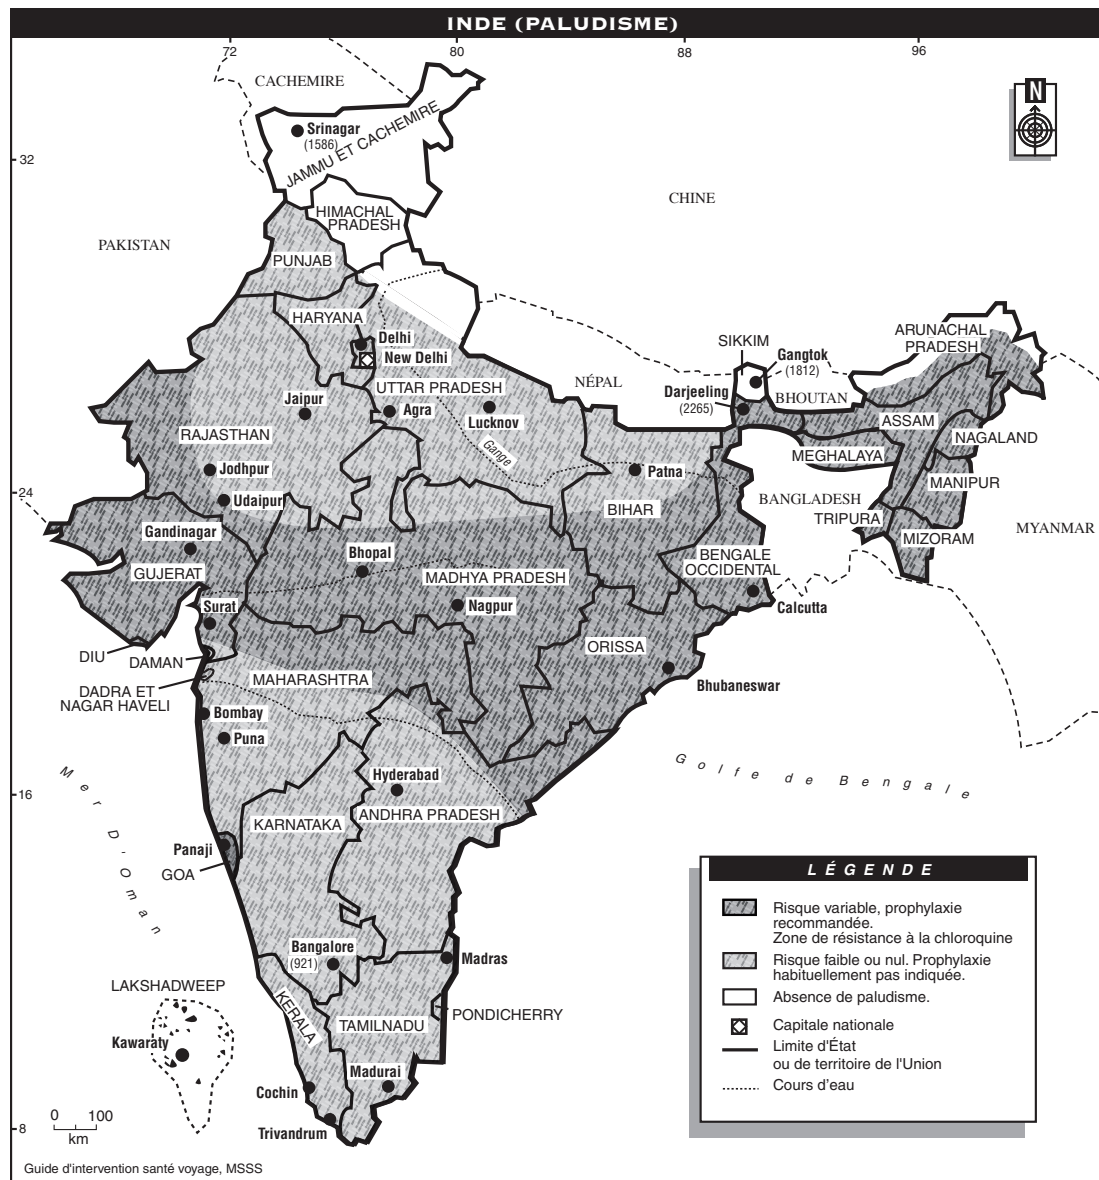 INDE (PALUDISME)
72
80
88
96
CACHEMIRE
Srinagar
(1586)
JAMMU ET CACHEMIRE
N
32
CHINE
HIMACHAL
PRADESH
PAKISTAN
PUNJAB
HARYANA
Delhi
New Delhi
ARUNACHAL
PRADESH
SIKKIM
Gangtok
(1812)
NÉPAL
UTTAR PRADESH
Darjeeling
(2265)
BHOUTAN
Jaipur
Agra
Lucknov
ASSAM
RAJASTHAN
NAGALAND
Gange
MEGHALAYA
Jodhpur
Patna
MANIPUR
24
Udaipur
BANGLADESH
BIHAR
TRIPURA
MYANMAR
Gandinagar
MIZORAM
Bhopal
BENGALE
OCCIDENTAL
GUJERAT
MADHYA PRADESH
Surat
Nagpur
Calcutta
ORISSA
DIU
DAMAN
MAHARASHTRA
Bhubaneswar
DADRA ET
NAGAR HAVELI
Bombay
Puna
Golfe de Bengale
Mer D'Oman
Hyderabad
16
ANDHRA PRADESH
KARNATAKA
Panaji
GOA
LÉGENDE
Risque variable, prophylaxie
recommandée.
Zone de résistance à la chloroquine
Risque faible ou nul. Prophylaxie
habituellement pas indiquée.
Absence de paludisme.
Capitale nationale
Limite d'État
ou de territoire de l'Union
Cours d'eau
Bangalore
(921)
Madras
LAKSHADWEEP
KERALA
TAMILNADU
PONDICHERRY
Kawaraty
Madurai
Cochin
0 100
km
Trivandrum
8
Guide d'intervention santé voyage, MSSS